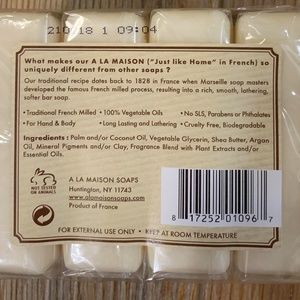 210 18 1 09:04
What makes our A LA MAISON ("Just like Home" in French) so
uniquely different from other soaps ?
Our traditional recipe dates back to 1828 in France when Marseille soap masters
developed the famous French milled process, resulting into a rich, smooth, lathering,
softer bar soap.
• Traditional French Milled • 100% Vegetable Oils • No SLS, Parabens or Phthalates
• For Hand & Body • Long Lasting and Lathering • Cruelty Free, Biodegradable
Ingredients : Palm and/or Coconut Oil, Vegetable Glycerin, Shea Butter, Argan
Oil, Mineral Pigments and/or Clay, Fragrance Blend with Plant Extracts and/or
Essential Oils.
NOT TESTED
ON ANIMALS
A LA MAISON SOAPS
Huntington, NY 11743
www.alamaisonsoaps.com
Product of France
8 17252 01096 7
FOR EXTERNAL USE ONLY • KEEP AT ROOM TEMPERATURE